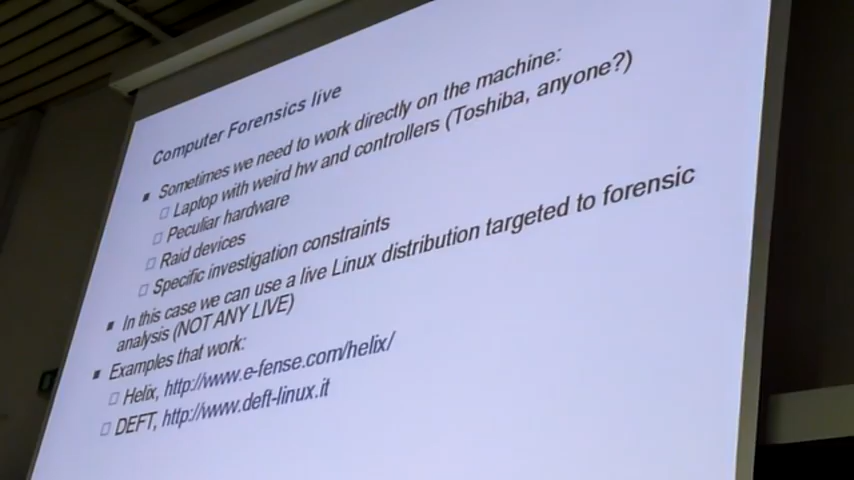 Computer Forensics live
Sometimes we need to work directly on the machine:
Laptop with weird hw and controllers (Toshiba, anyone?)
Peculiar hardware
Raid devices
Specific investigation constraints
In this case we can use a live Linux distribution targeted to forensic
analysis (NOT ANY LIVE)
Examples that work:
Helix, http://www.e-fense.com/helix/
DEFT, http://www.deft-linux.it